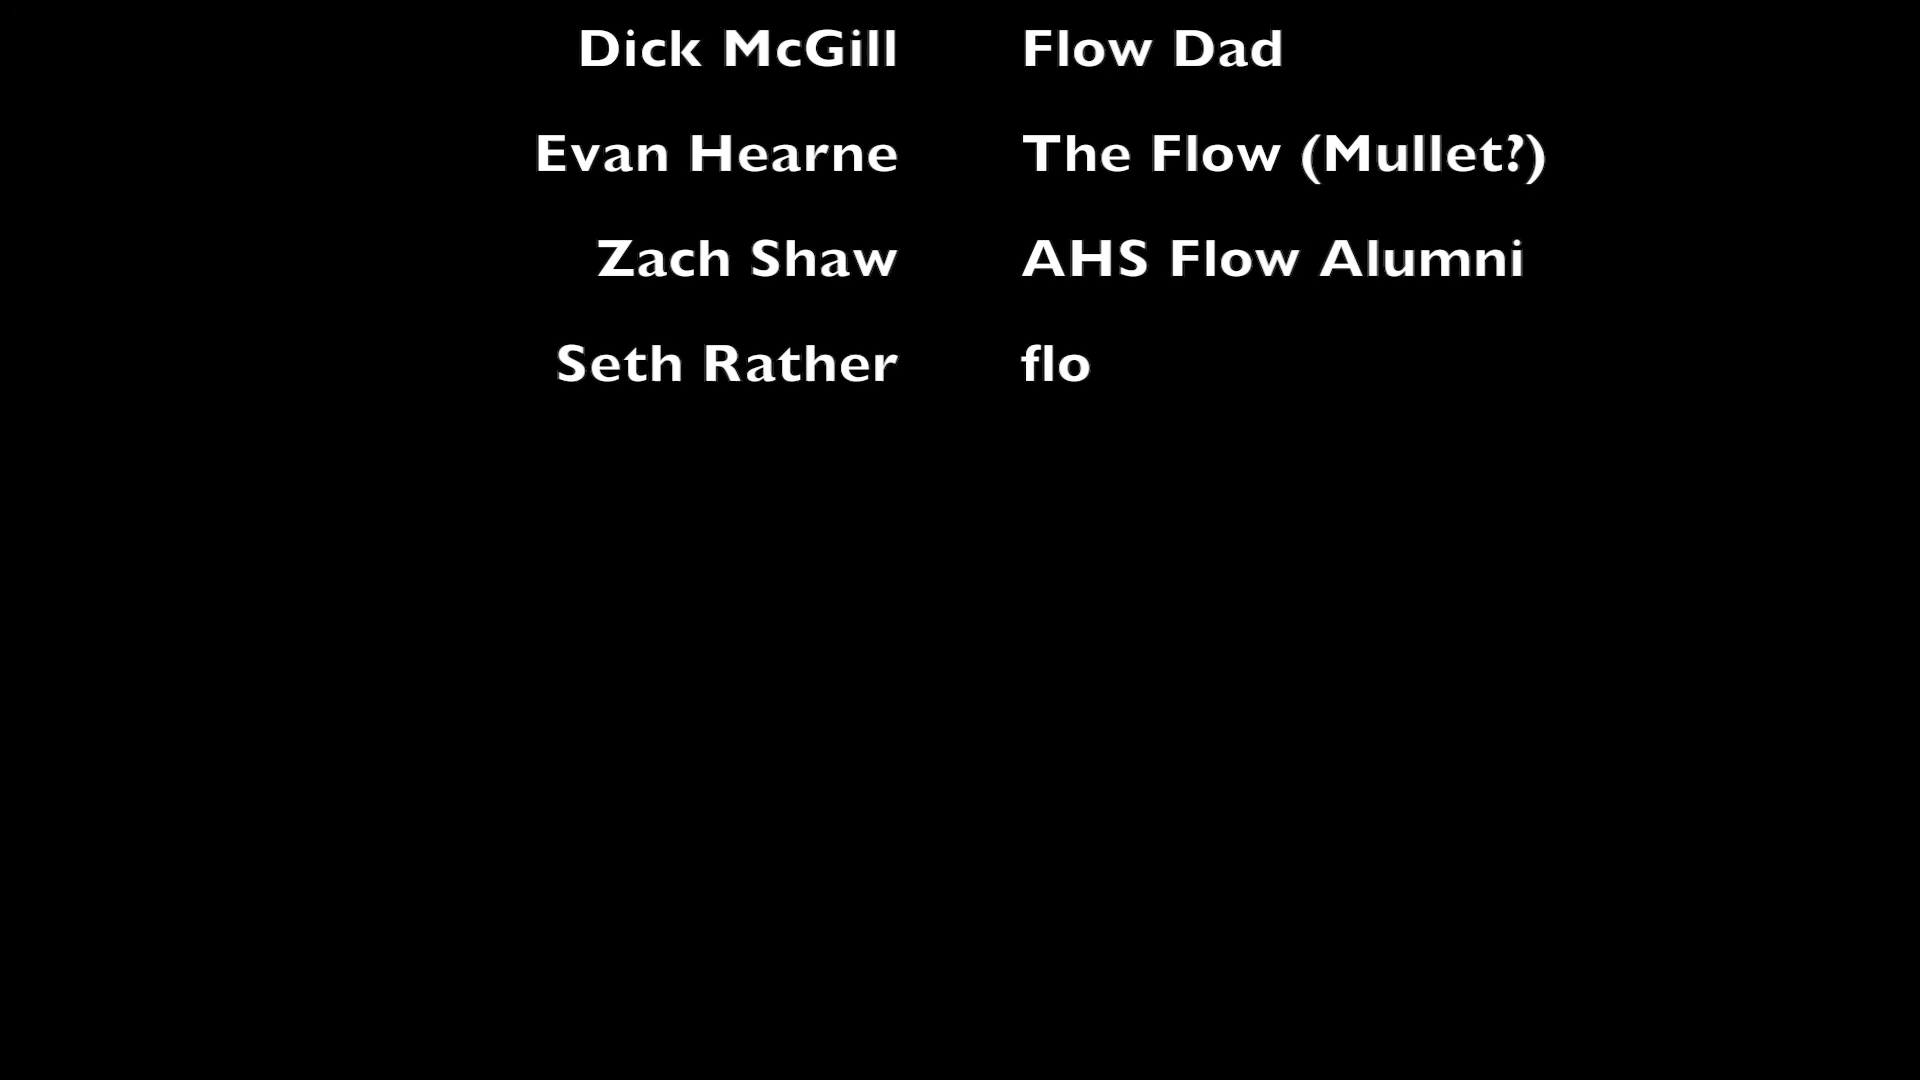 Dick McGill Flow Dad
Evan Hearne The Flow (Mullet?)
Zach Shaw AHS Flow Alumni
Seth Rather flo